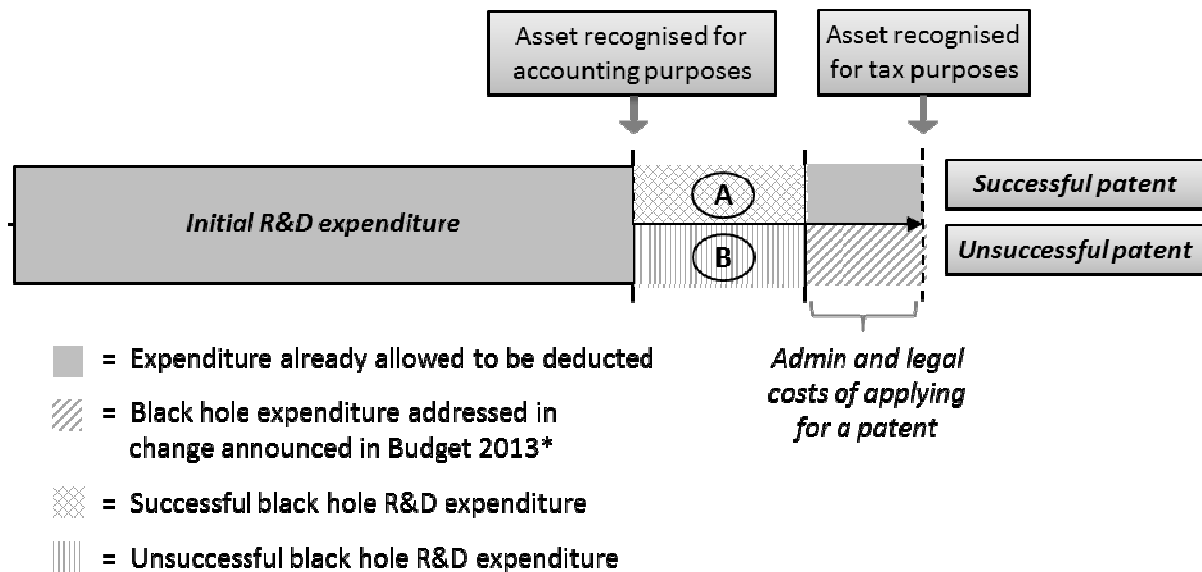 Asset recognised for
accounting purposes
Asset recognised
for tax purposes
Initial R&D expenditure
A
B
Successful patent
Unsuccessful patent
Admin and legal
costs of applying
for a patent
= Expenditure already allowed to be deducted
= Black hole expenditure addressed in
change announced in Budget 2013*
= Successful black hole R&D expenditure
= Unsuccessful black hole R&D expenditure